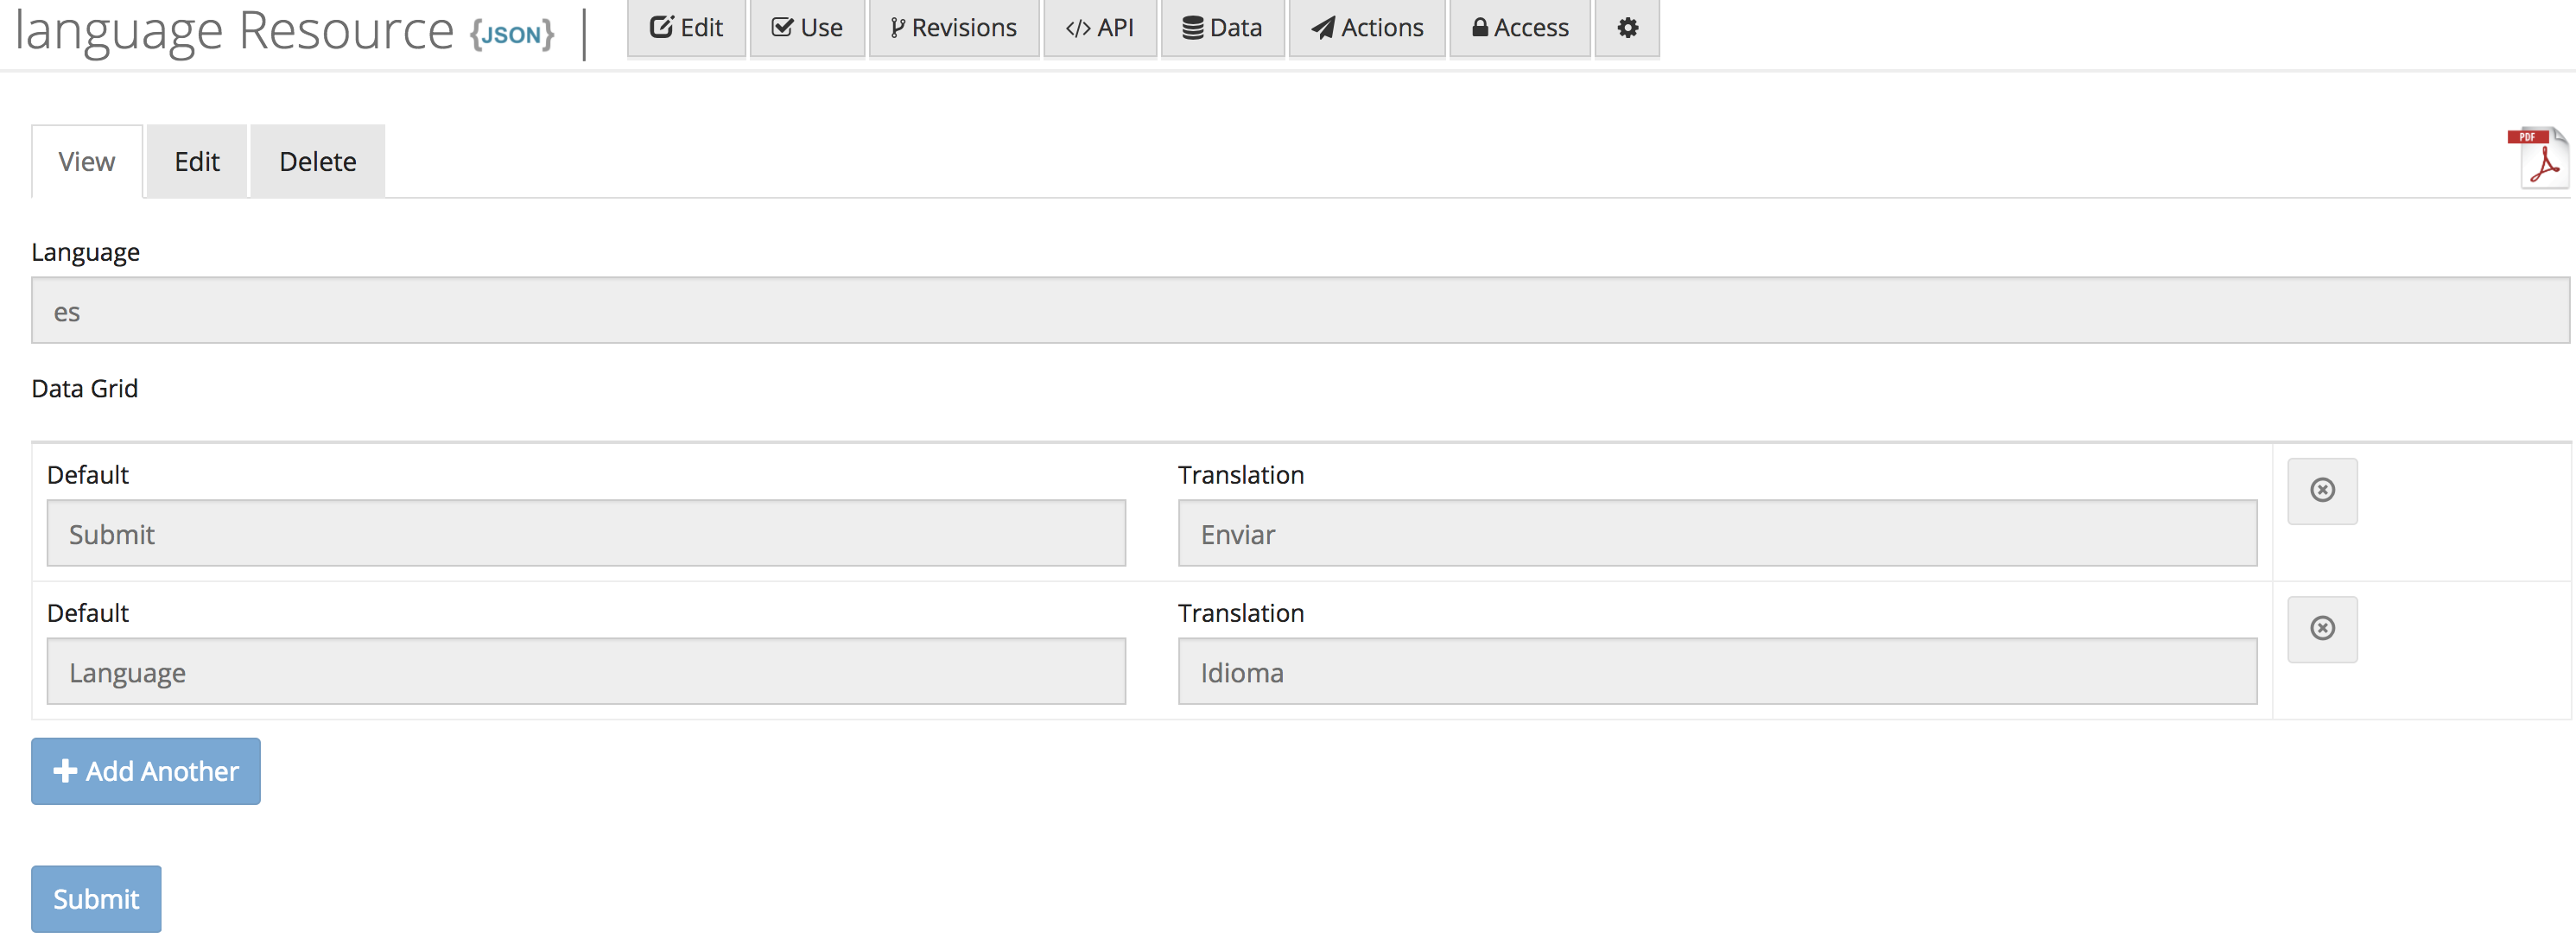 language Resource {JSON} | Edit Use Revisions </> API Data Actions Access
View Edit Delete
PDF
Language
es
Data Grid
Default Translation
Submit Enviar
Default Translation
Language Idioma
+ Add Another
Submit